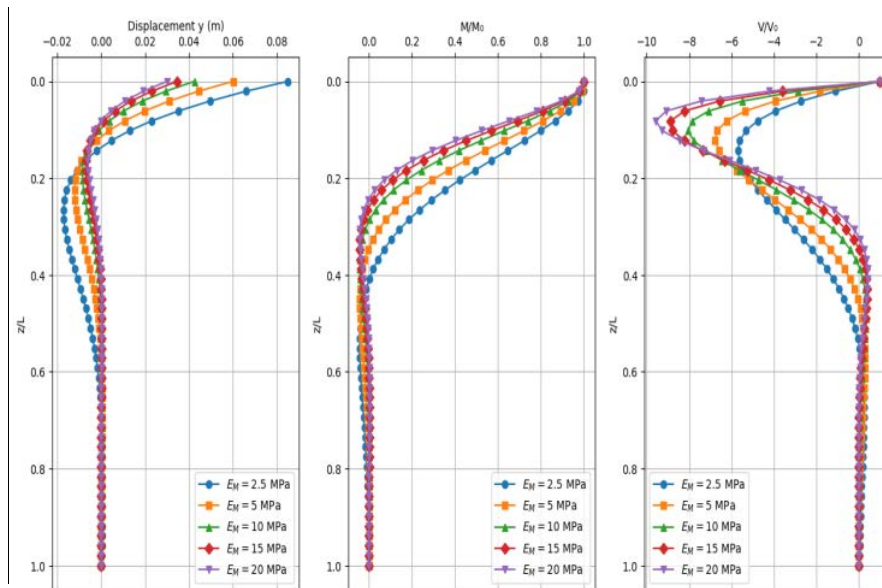 Displacement y (m)
−0.02 0.00 0.02 0.04 0.06 0.08
z/L
0.0
0.2
0.4
0.6
0.8
1.0
E_M = 2.5 MPa
E_M = 5 MPa
E_M = 10 MPa
E_M = 15 MPa
E_M = 20 MPa
M/M₀
0.0 0.2 0.4 0.6 0.8 1.0
z/L
0.0
0.2
0.4
0.6
0.8
1.0
E_M = 2.5 MPa
E_M = 5 MPa
E_M = 10 MPa
E_M = 15 MPa
E_M = 20 MPa
V/V₀
−10 −8 −6 −4 −2 0
z/L
0.0
0.2
0.4
0.6
0.8
1.0
E_M = 2.5 MPa
E_M = 5 MPa
E_M = 10 MPa
E_M = 15 MPa
E_M = 20 MPa